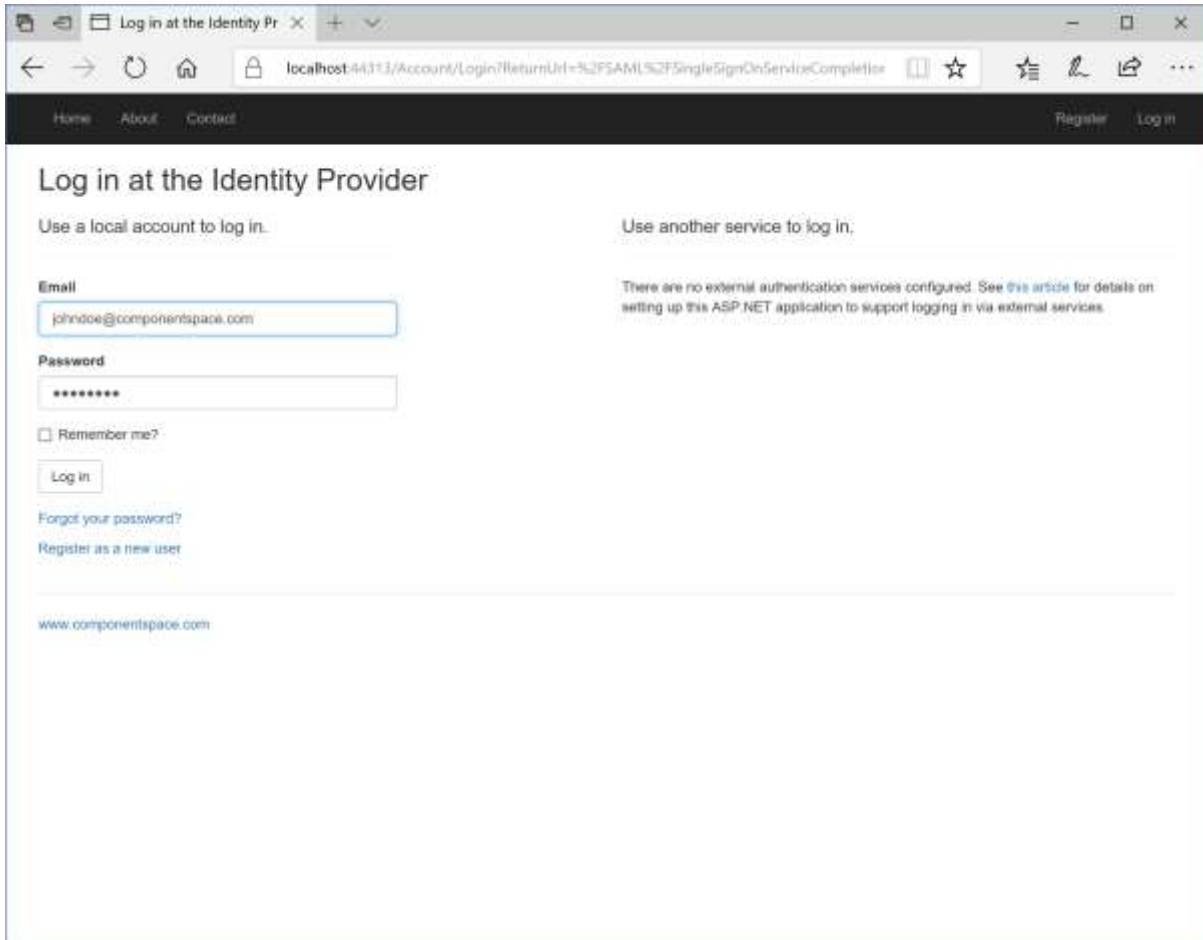 Log in at the Identity Pr
localhost:44313/Account/Login?ReturnUrl=%2FSAML%2FSingleSignOnServiceCompletion
Home About Contact Register Log in
Log in at the Identity Provider
Use a local account to log in.
Use another service to log in.
Email
johndoe@componentspace.com
Password
••••••••
Remember me?
Log in
Forgot your password?
Register as a new user
There are no external authentication services configured. See this article for details on
setting up this ASP.NET application to support logging in via external services.
www.componentspace.com